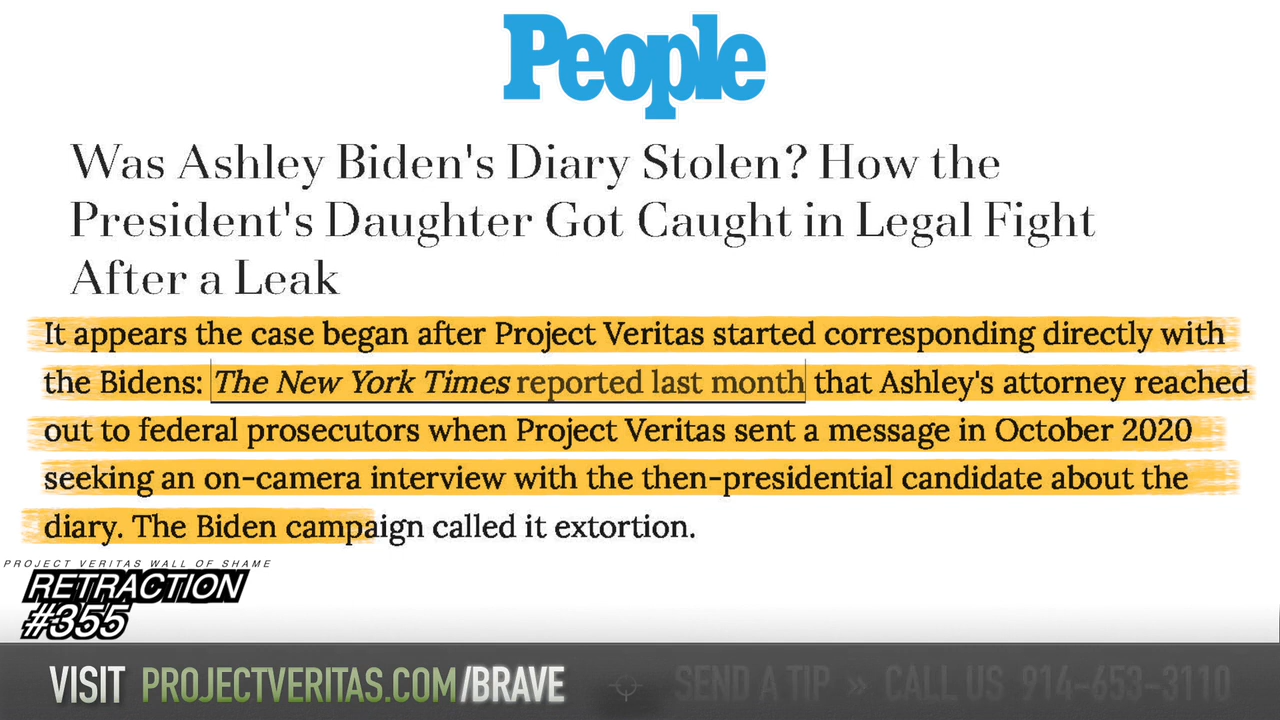 People
Was Ashley Biden's Diary Stolen? How the
President's Daughter Got Caught in Legal Fight
After a Leak
It appears the case began after Project Veritas started corresponding directly with
the Bidens: The New York Times reported last month that Ashley's attorney reached
out to federal prosecutors when Project Veritas sent a message in October 2020
seeking an on-camera interview with the then-presidential candidate about the
diary. The Biden campaign called it extortion.
PROJECT VERITAS WALL OF SHAME
RETRACTION
#355
VISIT PROJECTVERITAS.COM/BRAVE SEND A TIP » CALL US 914-653-3110